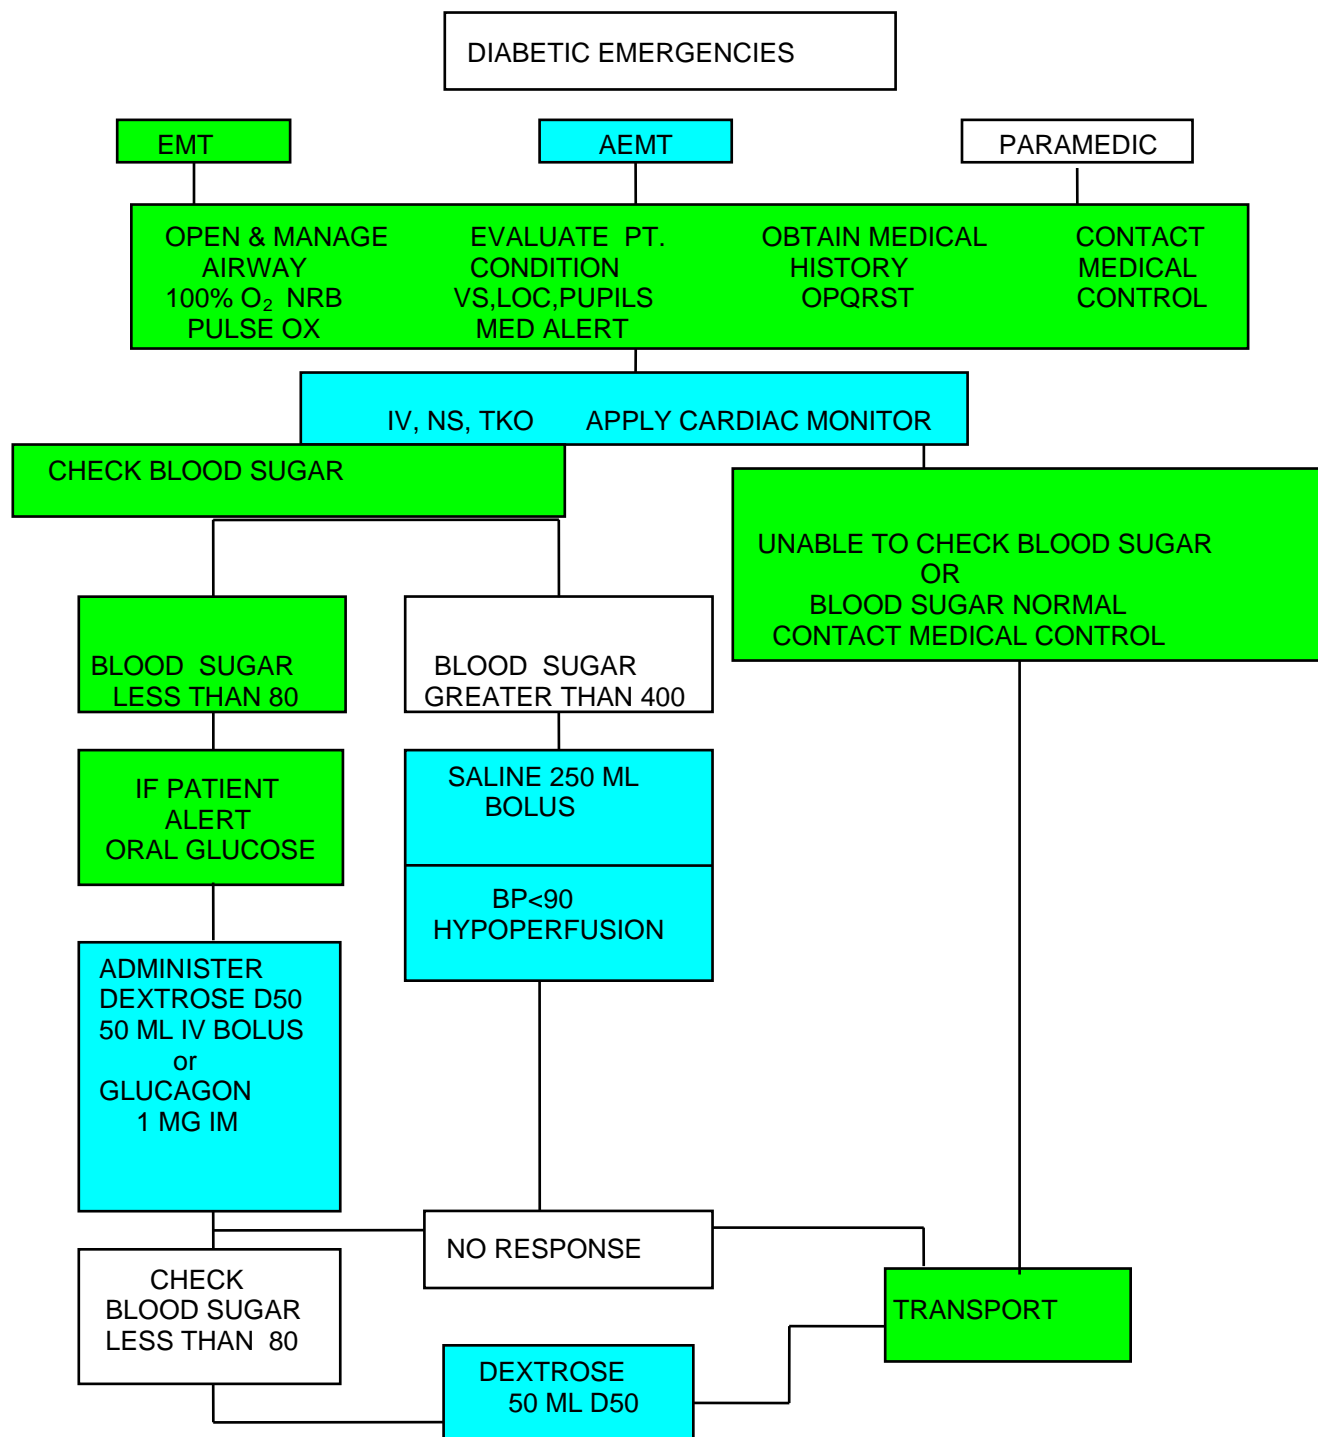 DIABETIC EMERGENCIES
EMT
AEMT
PARAMEDIC
OPEN & MANAGE
AIRWAY
100% O₂ NRB
PULSE OX
EVALUATE PT.
CONDITION
VS,LOC,PUPILS
MED ALERT
OBTAIN MEDICAL
HISTORY
OPQRST
CONTACT
MEDICAL
CONTROL
IV, NS, TKO APPLY CARDIAC MONITOR
CHECK BLOOD SUGAR
UNABLE TO CHECK BLOOD SUGAR
OR
BLOOD SUGAR NORMAL
CONTACT MEDICAL CONTROL
BLOOD SUGAR
LESS THAN 80
BLOOD SUGAR
GREATER THAN 400
IF PATIENT
ALERT
ORAL GLUCOSE
SALINE 250 ML
BOLUS
BP<90
HYPOPERFUSION
ADMINISTER
DEXTROSE D50
50 ML IV BOLUS
or
GLUCAGON
1 MG IM
NO RESPONSE
CHECK
BLOOD SUGAR
LESS THAN 80
TRANSPORT
DEXTROSE
50 ML D50